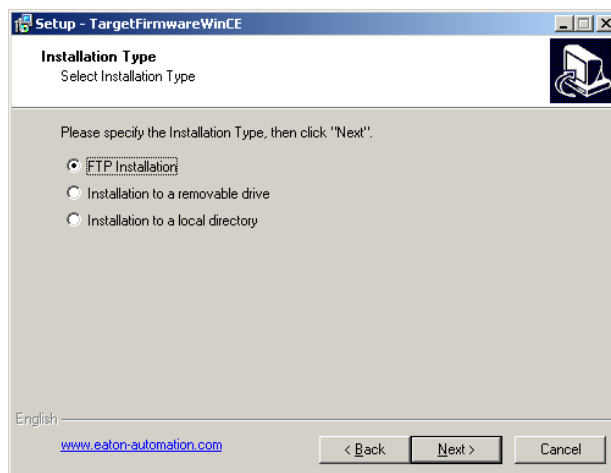 Setup - TargetFirmwareWinCE
Installation Type
Select Installation Type
Please specify the Installation Type, then click "Next".
FTP Installation
Installation to a removable drive
Installation to a local directory
English
www.eaton-automation.com
< Back
Next >
Cancel